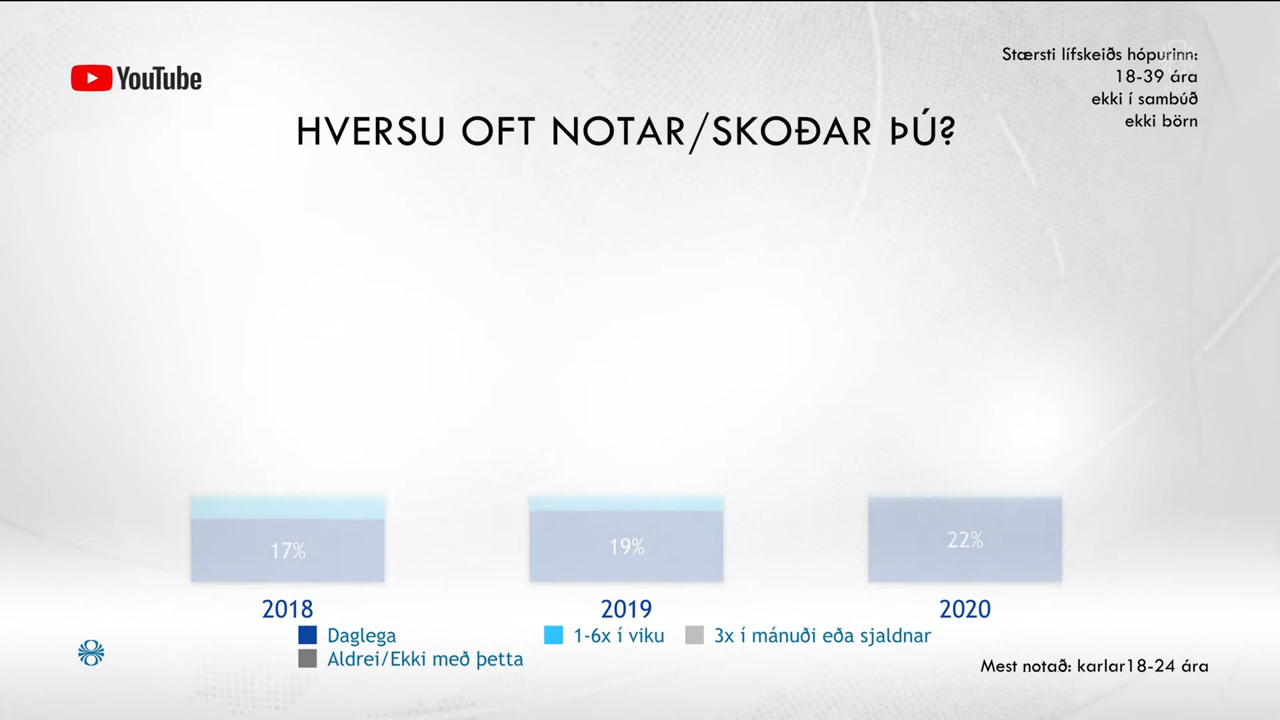 YouTube
Stærsti lífskeiðs hópurinn:
18-39 ára
ekki í sambúð
ekki börn
HVERSU OFT NOTAR/SKOÐAR ÞÚ?
17%
19%
22%
2018
2019
2020
Daglega
1-6x í viku
3x í mánuði eða sjaldnar
Aldrei/Ekki með þetta
Mest notað: karlar18-24 ára